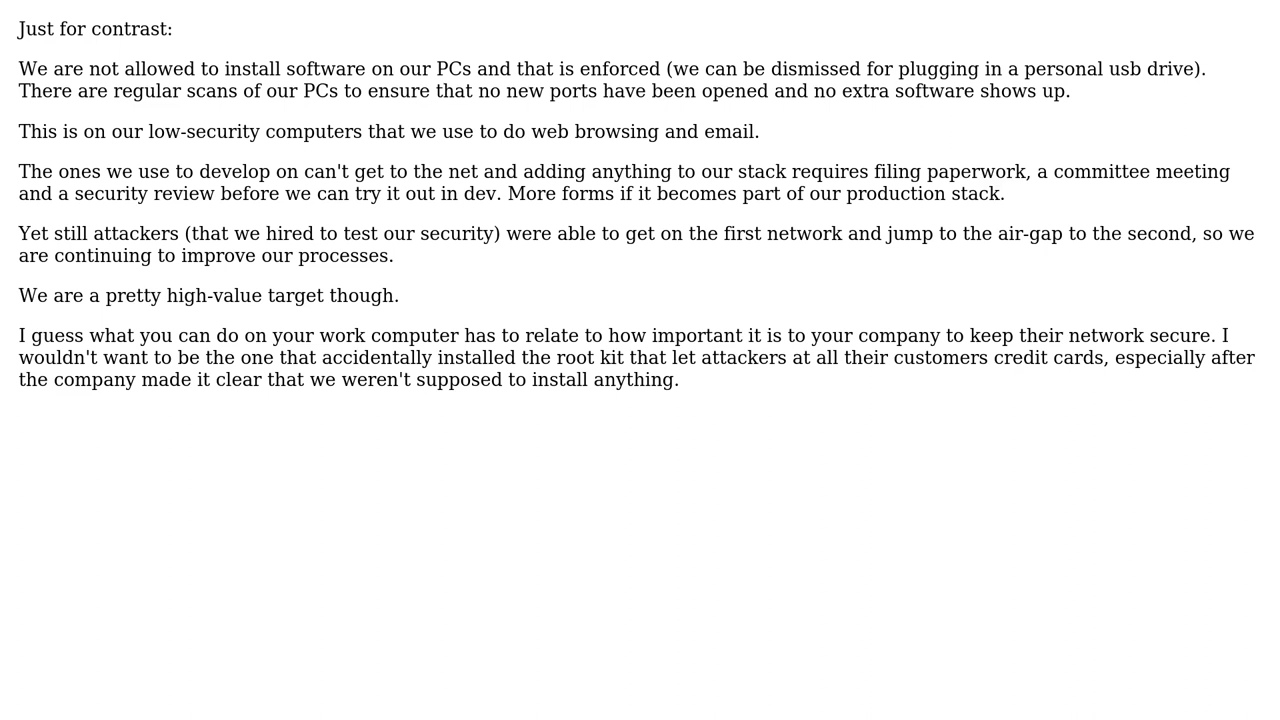 Just for contrast:
We are not allowed to install software on our PCs and that is enforced (we can be dismissed for plugging in a personal usb drive).
There are regular scans of our PCs to ensure that no new ports have been opened and no extra software shows up.
This is on our low-security computers that we use to do web browsing and email.
The ones we use to develop on can't get to the net and adding anything to our stack requires filing paperwork, a committee meeting
and a security review before we can try it out in dev. More forms if it becomes part of our production stack.
Yet still attackers (that we hired to test our security) were able to get on the first network and jump to the air-gap to the second, so we
are continuing to improve our processes.
We are a pretty high-value target though.
I guess what you can do on your work computer has to relate to how important it is to your company to keep their network secure. I
wouldn't want to be the one that accidentally installed the root kit that let attackers at all their customers credit cards, especially after
the company made it clear that we weren't supposed to install anything.